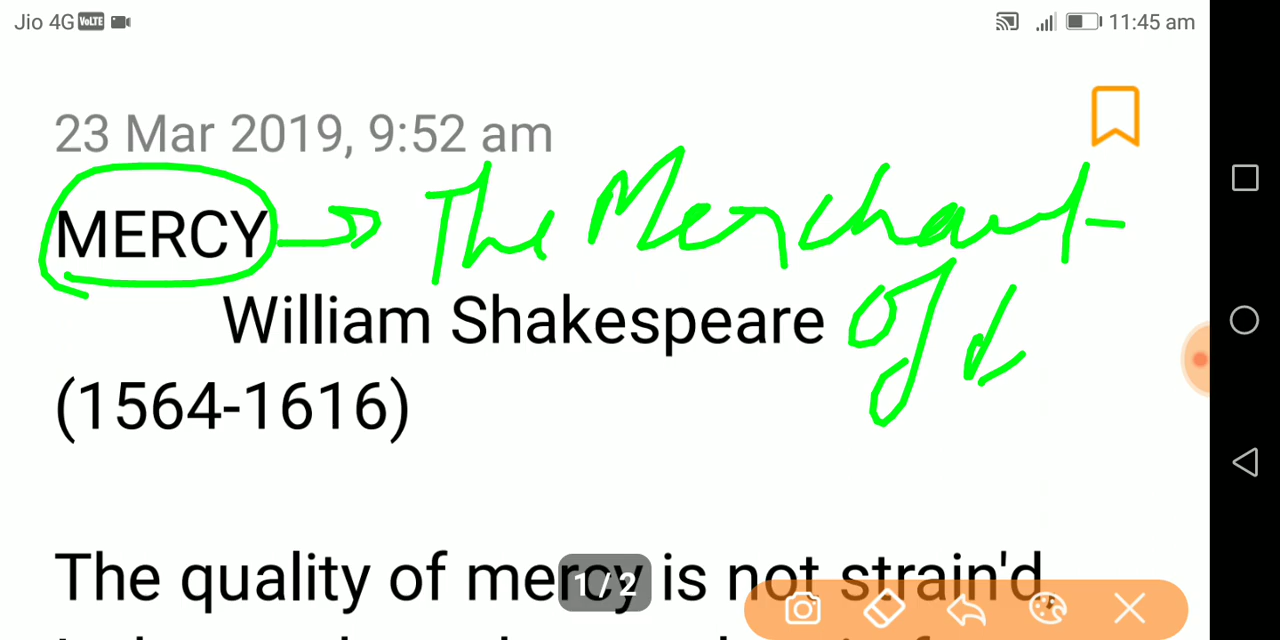 Jio 4G VoLTE 11:45 am
23 Mar 2019, 9:52 am
MERCY The Merchant
William Shakespeare Of
(1564-1616)
The quality of mercy is not strain'd
1/2